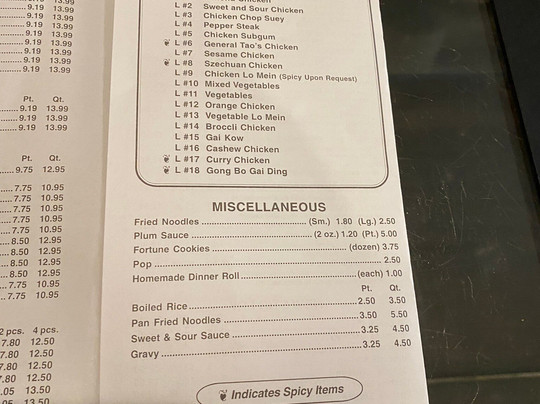 9.19 13.99
9.19 13.99
9.19 13.99
9.19 13.99
9.19 13.99
9.19 13.99
Pt. Qt.
9.19 13.99
9.19 13.99
9.19 13.99
Pt. Qt.
9.75 12.95
7.75 10.95
7.75 10.95
7.75 10.95
7.75 10.95
7.75 10.95
8.50 12.95
8.50 12.95
8.50 12.95
8.50 12.95
7.75 10.95
7.75 10.95
2 pcs. 4 pcs.
7.80 12.50
7.80 12.50
7.80 12.50
7.80 12.50
.05 13.50
.05 13.50
L #2 Sweet and Sour Chicken
L #3 Chicken Chop Suey
L #4 Pepper Steak
L #5 Chicken Subgum
L #6 General Tao's Chicken
L #7 Sesame Chicken
L #8 Szechuan Chicken
L #9 Chicken Lo Mein (Spicy Upon Request)
L #10 Mixed Vegetables
L #11 Vegetables
L #12 Orange Chicken
L #13 Vegetable Lo Mein
L #14 Broccli Chicken
L #15 Gai Kow
L #16 Cashew Chicken
L #17 Curry Chicken
L #18 Gong Bo Gai Ding
MISCELLANEOUS
Fried Noodles (Sm.) 1.80 (Lg.) 2.50
Plum Sauce (2 oz.) 1.20 (Pt.) 5.00
Fortune Cookies (dozen) 3.75
Pop 2.50
Homemade Dinner Roll (each) 1.00
Pt. Qt.
Boiled Rice 2.50 3.50
Pan Fried Noodles 3.50 5.50
Sweet & Sour Sauce 3.25 4.50
Gravy 3.25 4.50
Indicates Spicy Items